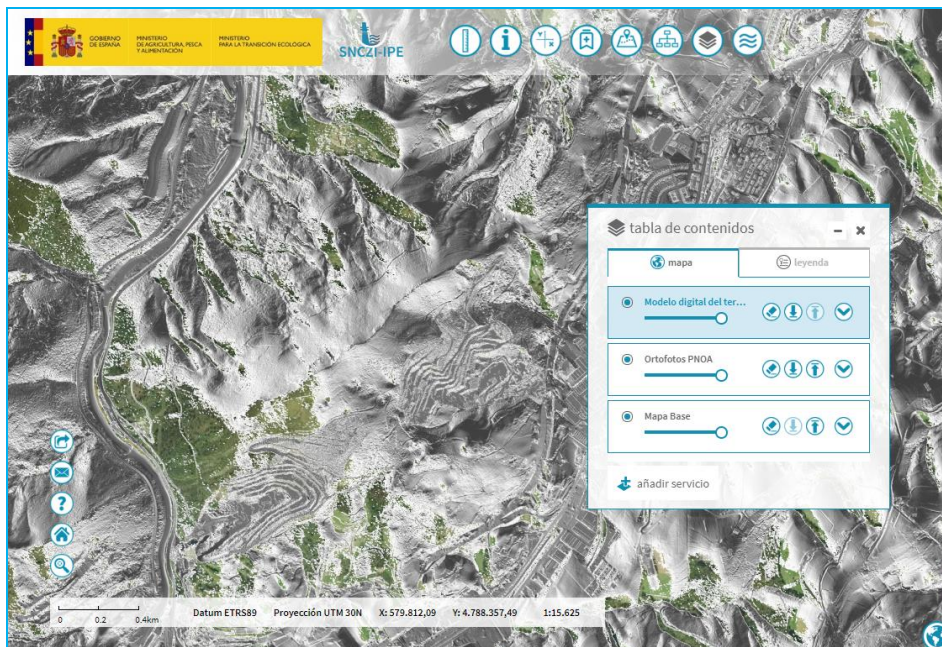 GOBIERNO
DE ESPAÑA
MINISTERIO
DE AGRICULTURA, PESCA
Y ALIMENTACIÓN
MINISTERIO
PARA LA TRANSICIÓN ECOLÓGICA
SNCZI-IPE
tabla de contenidos
mapa
leyenda
Modelo digital del ter...
Ortofotos PNOA
Mapa Base
añadir servicio
0 0.2 0.4km
Datum ETRS89 Proyección UTM 30N X: 579.812,09 Y: 4.788.357,49 1:15.625